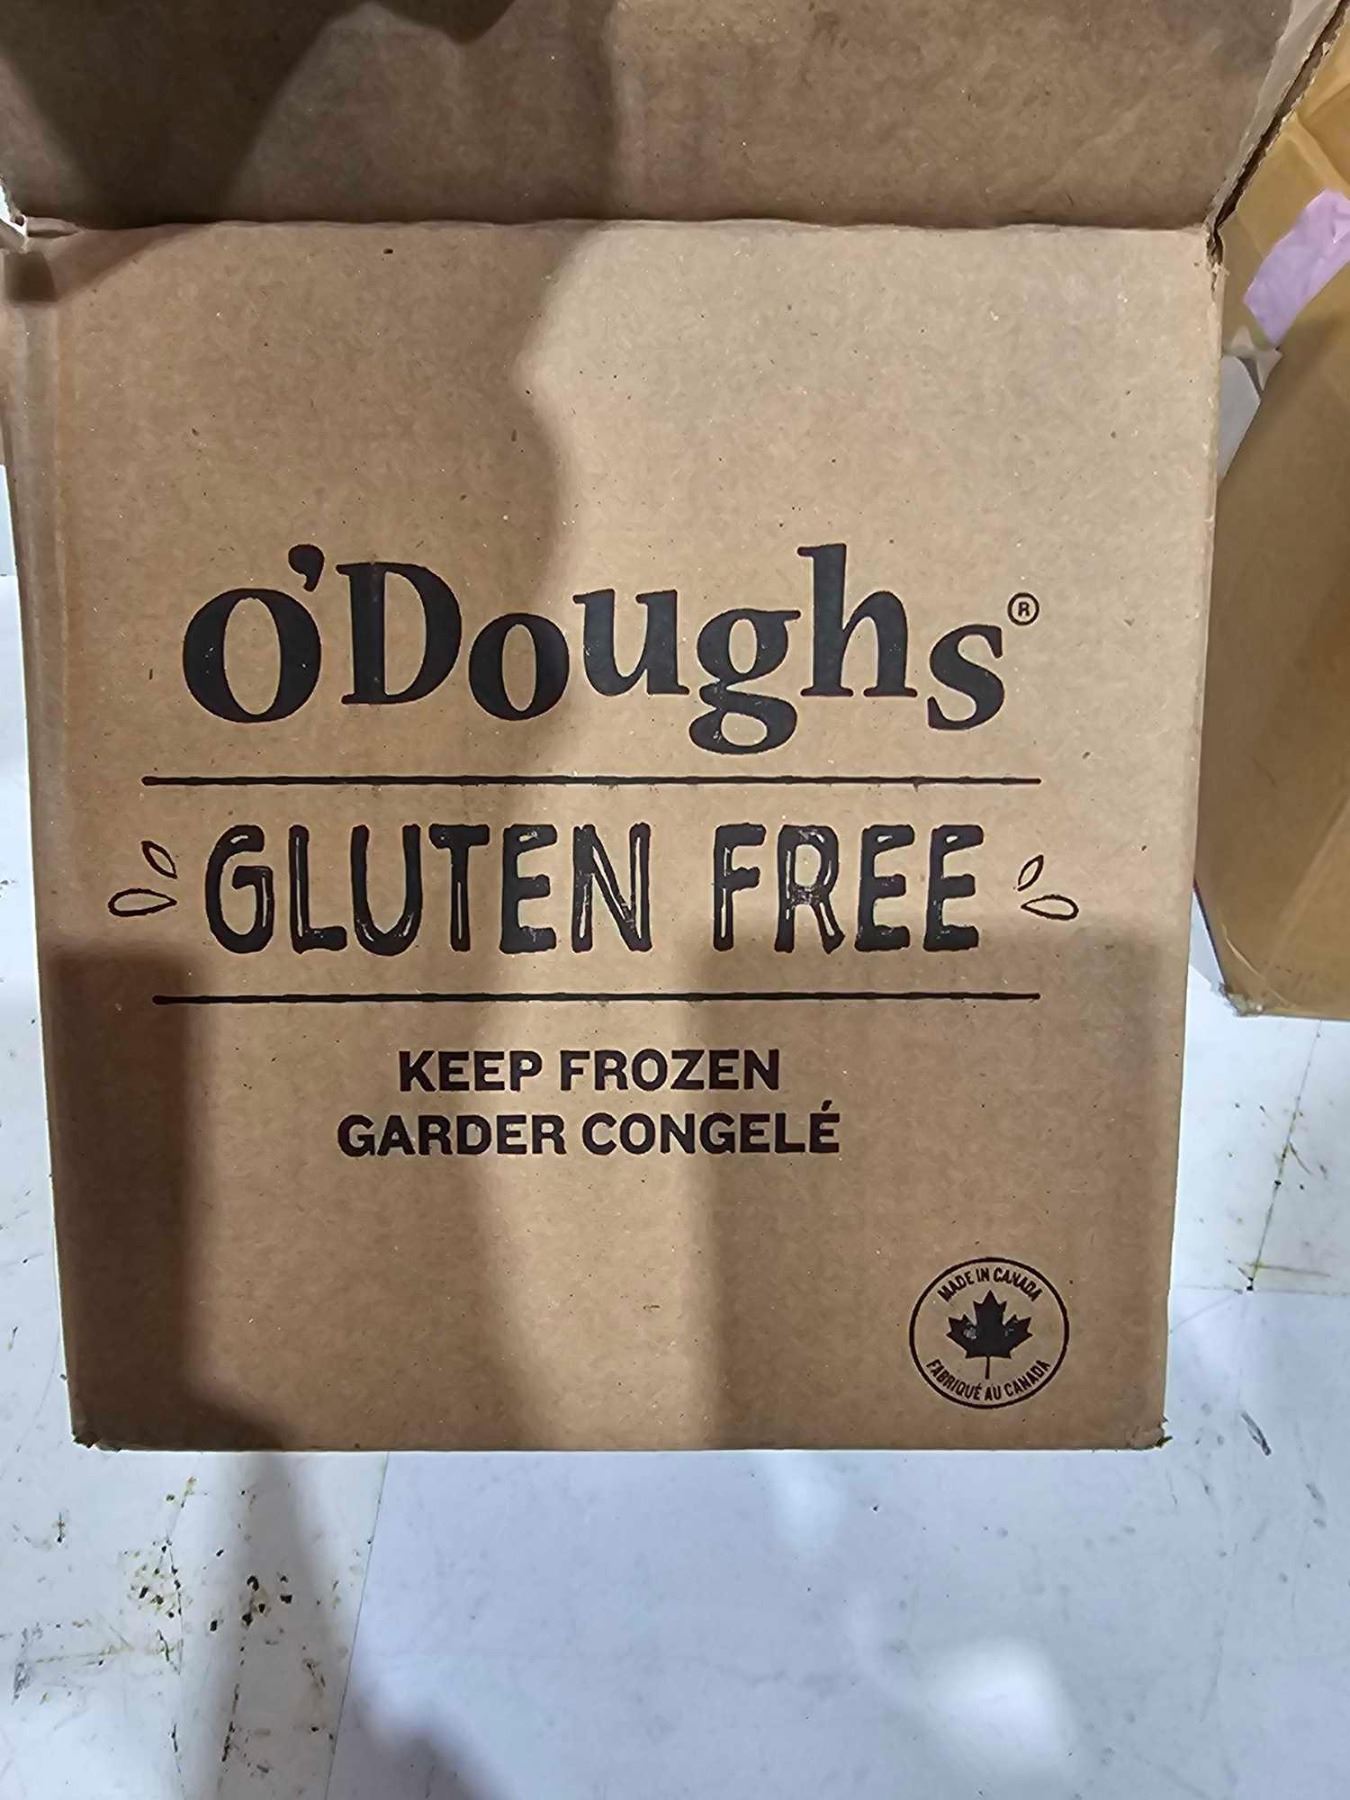 O'Doughs®
GLUTEN FREE
KEEP FROZEN
GARDER CONGELÉ
MADE IN CANADA
FABRIQUÉ AU CANADA